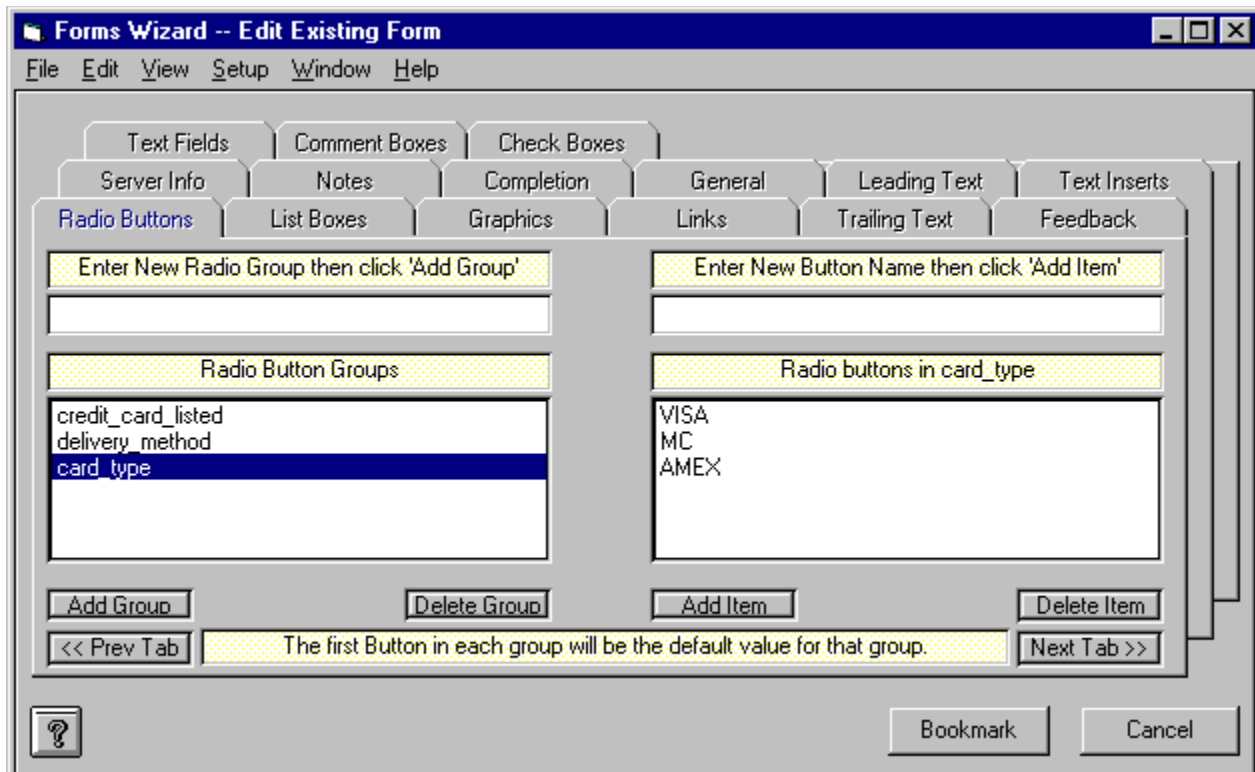 Forms Wizard -- Edit Existing Form
File Edit View Setup Window Help
Text Fields Comment Boxes Check Boxes
Server Info Notes Completion General Leading Text Text Inserts
Radio Buttons List Boxes Graphics Links Trailing Text Feedback
Enter New Radio Group then click 'Add Group' Enter New Button Name then click 'Add Item'
Radio Button Groups Radio buttons in card_type
credit_card_listed VISA
delivery_method MC
card_type AMEX
Add Group Delete Group Add Item Delete Item
<< Prev Tab The first Button in each group will be the default value for that group. Next Tab >>
? Bookmark Cancel